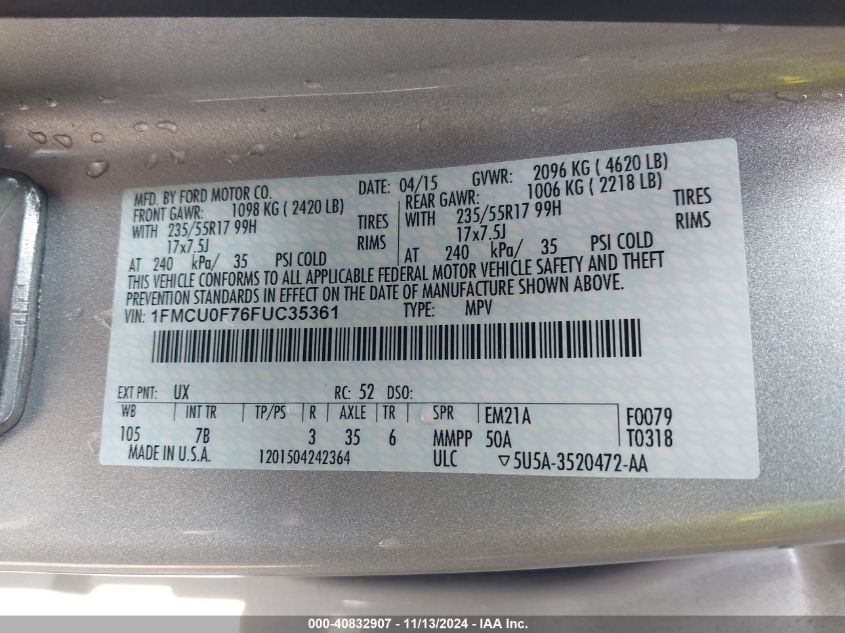 MFD. BY FORD MOTOR CO. DATE: 04/15 GVWR: 2096 KG ( 4620 LB)
FRONT GAWR: 1098 KG ( 2420 LB) REAR GAWR: 1006 KG ( 2218 LB)
WITH 235/55R17 99H TIRES WITH 235/55R17 99H TIRES
17x7.5J RIMS 17x7.5J RIMS
AT 240 kPa/ 35 PSI COLD AT 240 kPa/ 35 PSI COLD
THIS VEHICLE CONFORMS TO ALL APPLICABLE FEDERAL MOTOR VEHICLE SAFETY AND THEFT
PREVENTION STANDARDS IN EFFECT ON THE DATE OF MANUFACTURE SHOWN ABOVE.
VIN: 1FMCU0F76FUC35361 TYPE: MPV
EXT PNT: UX RC: 52 DSO:
WB INT TR TP/PS R AXLE TR SPR EM21A F0079
105 7B 3 35 6 MMPP 50A T0318
MADE IN U.S.A. 1201504242364 ULC ▽5U5A-3520472-AA
000-40832907 - 11/13/2024 - IAA Inc.